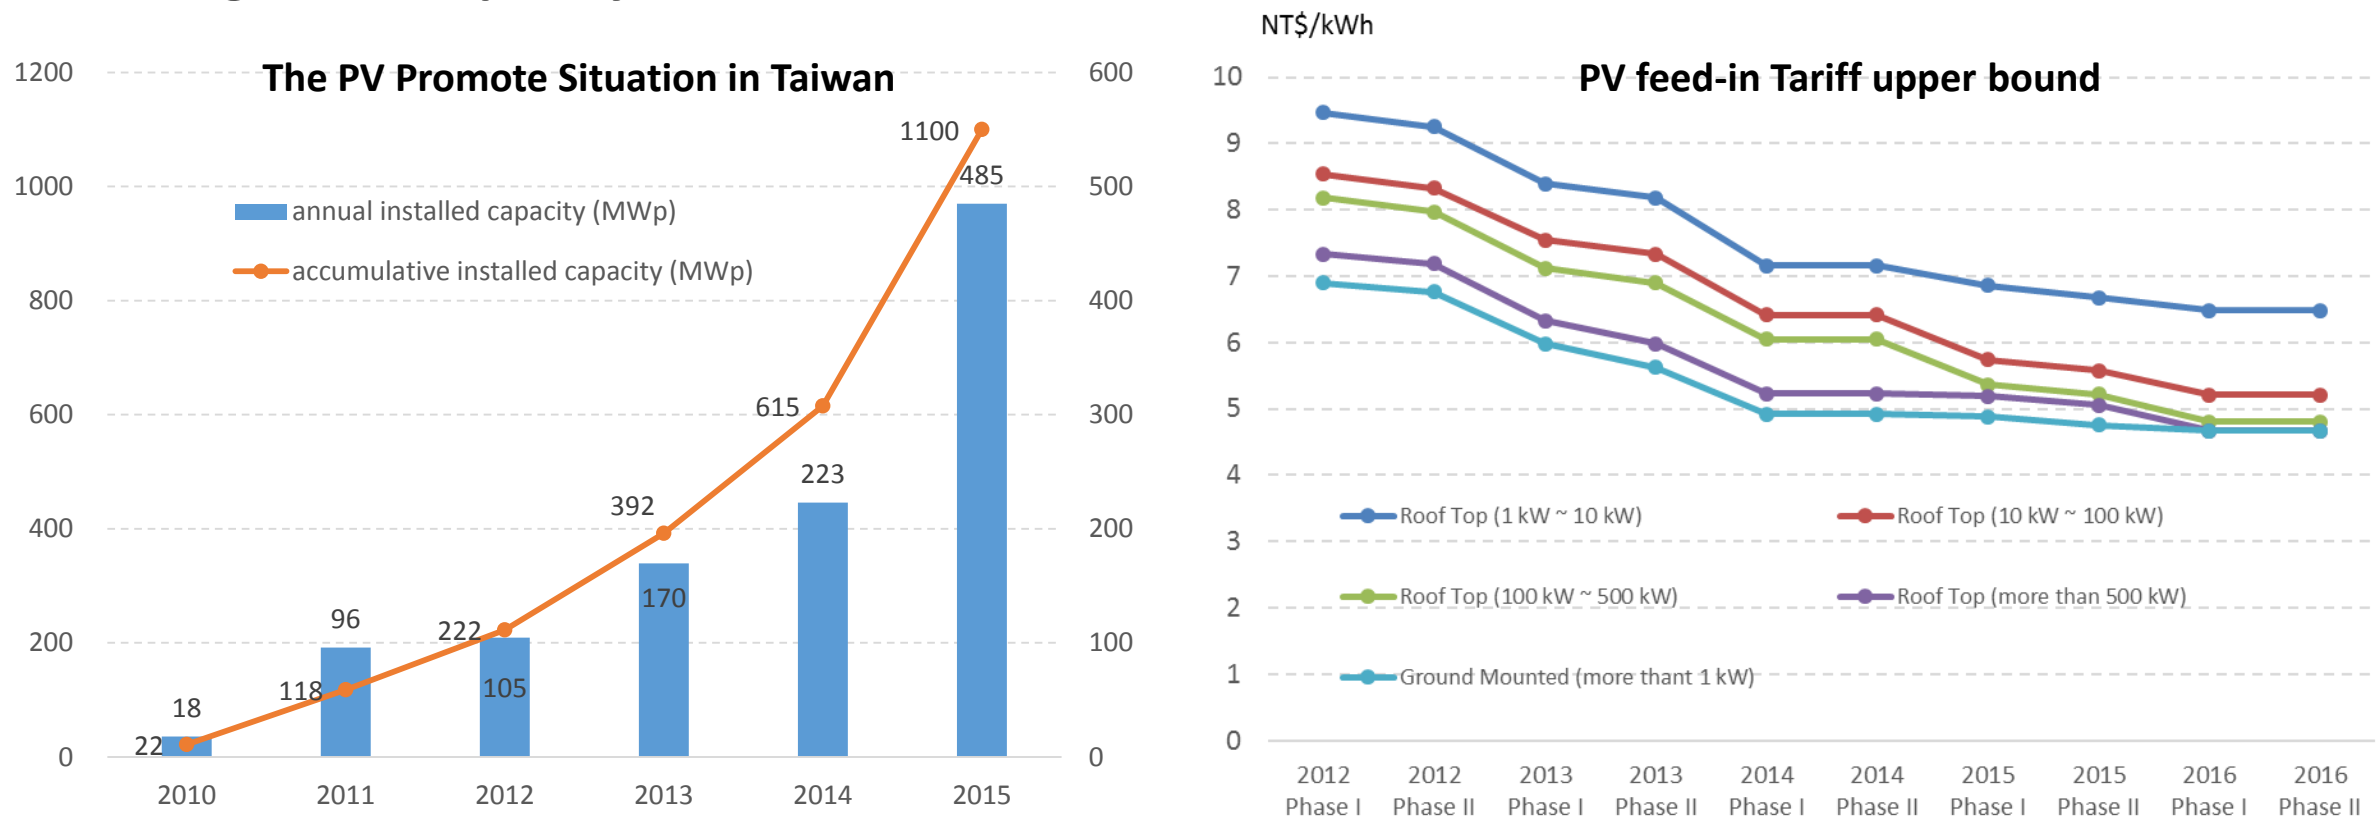 The PV Promote Situation in Taiwan
1200
1000
800
600
400
200
0
600
500
400
300
200
100
0
annual installed capacity (MWp)
accumulative installed capacity (MWp)
1100
485
615
223
392
170
222
105
96
118
18
22
2010 2011 2012 2013 2014 2015
NT$/kWh
PV feed-in Tariff upper bound
10
9
8
7
6
5
4
3
2
1
0
Roof Top (1 kW ~ 10 kW)
Roof Top (10 kW ~ 100 kW)
Roof Top (100 kW ~ 500 kW)
Roof Top (more than 500 kW)
Ground Mounted (more thant 1 kW)
2012 2012 2013 2013 2014 2014 2015 2015 2016 2016
Phase I Phase II Phase I Phase II Phase I Phase II Phase I Phase II Phase I Phase II